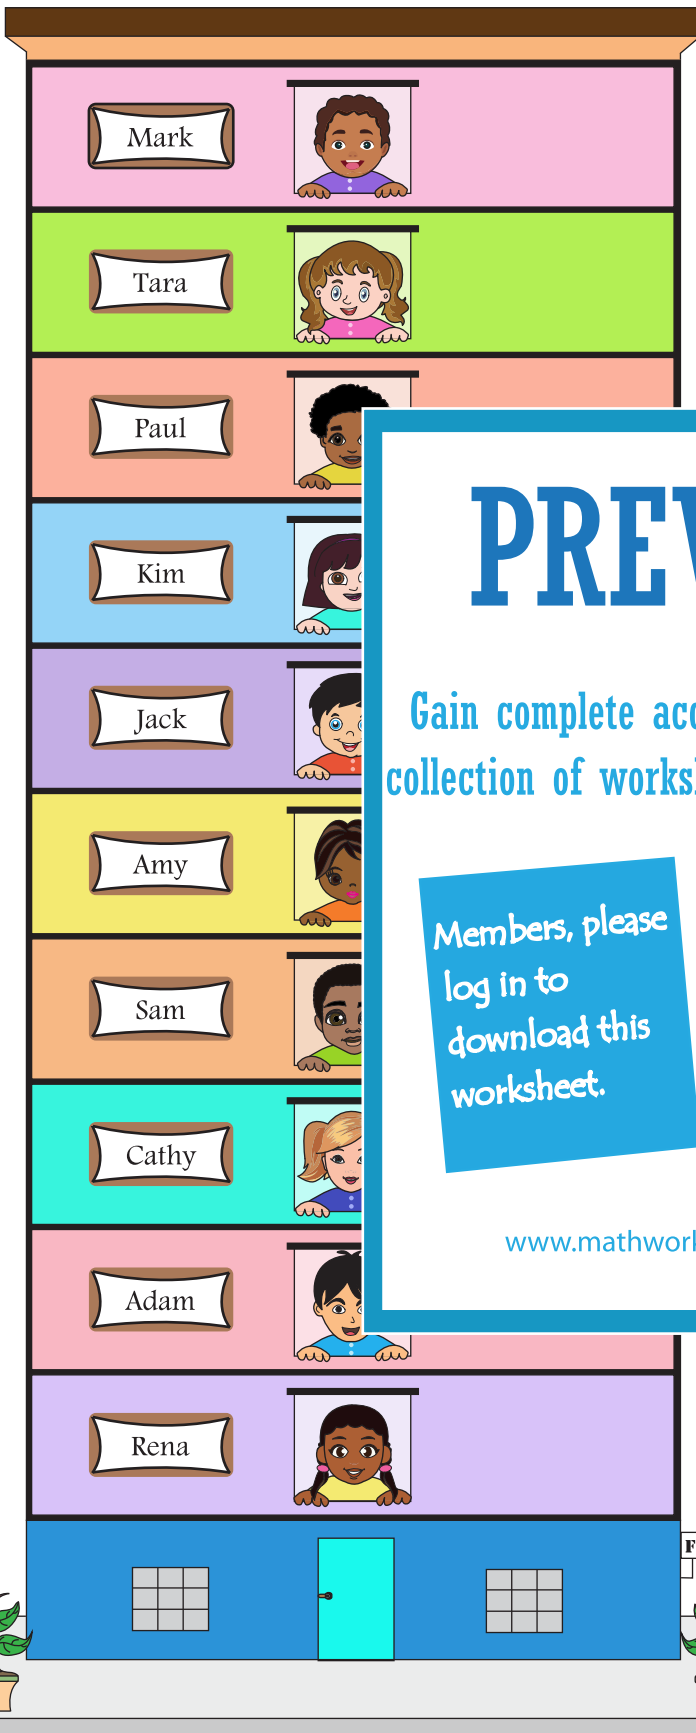 Mark
Tara
Paul
PREV
Kim
Gain complete acc
Jack
collection of works
Amy
Members, please
log in to
download this
worksheet.
Sam
Cathy
www.mathwork
Adam
Rena
F